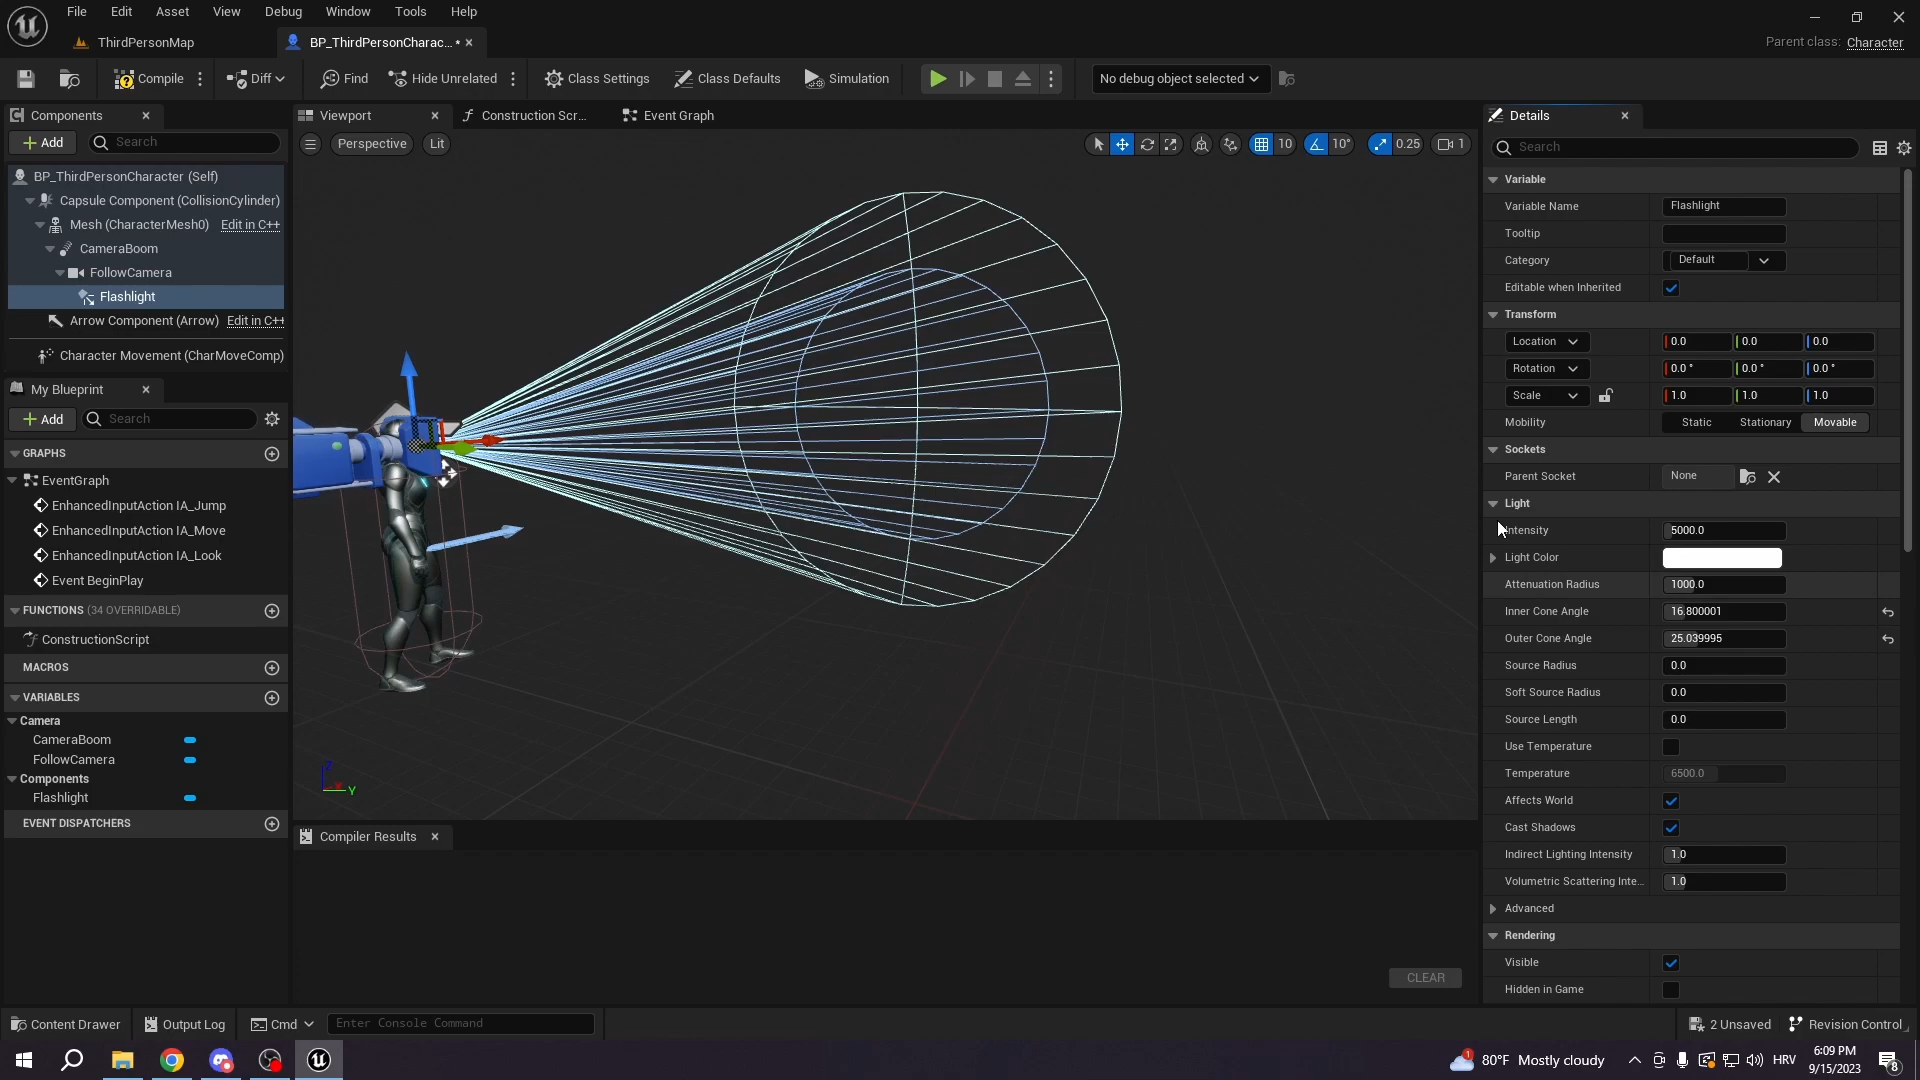 File Edit Asset View Debug Window Tools Help
ThirdPersonMap
BP_ThirdPersonCharac... *
Parent class: Character
Compile
Diff
Find
Hide Unrelated
Class Settings
Class Defaults
Simulation
No debug object selected
Components
Add
Search
BP_ThirdPersonCharacter (Self)
Capsule Component (CollisionCylinder)
Mesh (CharacterMesh0) Edit in C++
CameraBoom
FollowCamera
Flashlight
Arrow Component (Arrow) Edit in C++
Character Movement (CharMoveComp)
My Blueprint
Add
Search
GRAPHS
EventGraph
EnhancedInputAction IA_Jump
EnhancedInputAction IA_Move
EnhancedInputAction IA_Look
Event BeginPlay
FUNCTIONS (34 OVERRIDABLE)
ConstructionScript
MACROS
VARIABLES
Camera
CameraBoom
FollowCamera
Components
Flashlight
EVENT DISPATCHERS
Viewport
Construction Scr...
Event Graph
Perspective
Lit
10
10°
0.25
1
Z
Y
Compiler Results
CLEAR
Details
Search
Variable
Variable Name Flashlight
Tooltip
Category Default
Editable when Inherited
Transform
Location 0.0 0.0 0.0
Rotation 0.0 ° 0.0 ° 0.0 °
Scale 1.0 1.0 1.0
Mobility Static Stationary Movable
Sockets
Parent Socket None
Light
Intensity 5000.0
Light Color
Attenuation Radius 1000.0
Inner Cone Angle 16.800001
Outer Cone Angle 25.039995
Source Radius 0.0
Soft Source Radius 0.0
Source Length 0.0
Use Temperature
Temperature 6500.0
Affects World
Cast Shadows
Indirect Lighting Intensity 1.0
Volumetric Scattering Inte... 1.0
Advanced
Rendering
Visible
Hidden in Game
Content Drawer
Output Log
Cmd
Enter Console Command
2 Unsaved
Revision Control
1
80°F Mostly cloudy
HRV
6:09 PM
9/15/2023
8